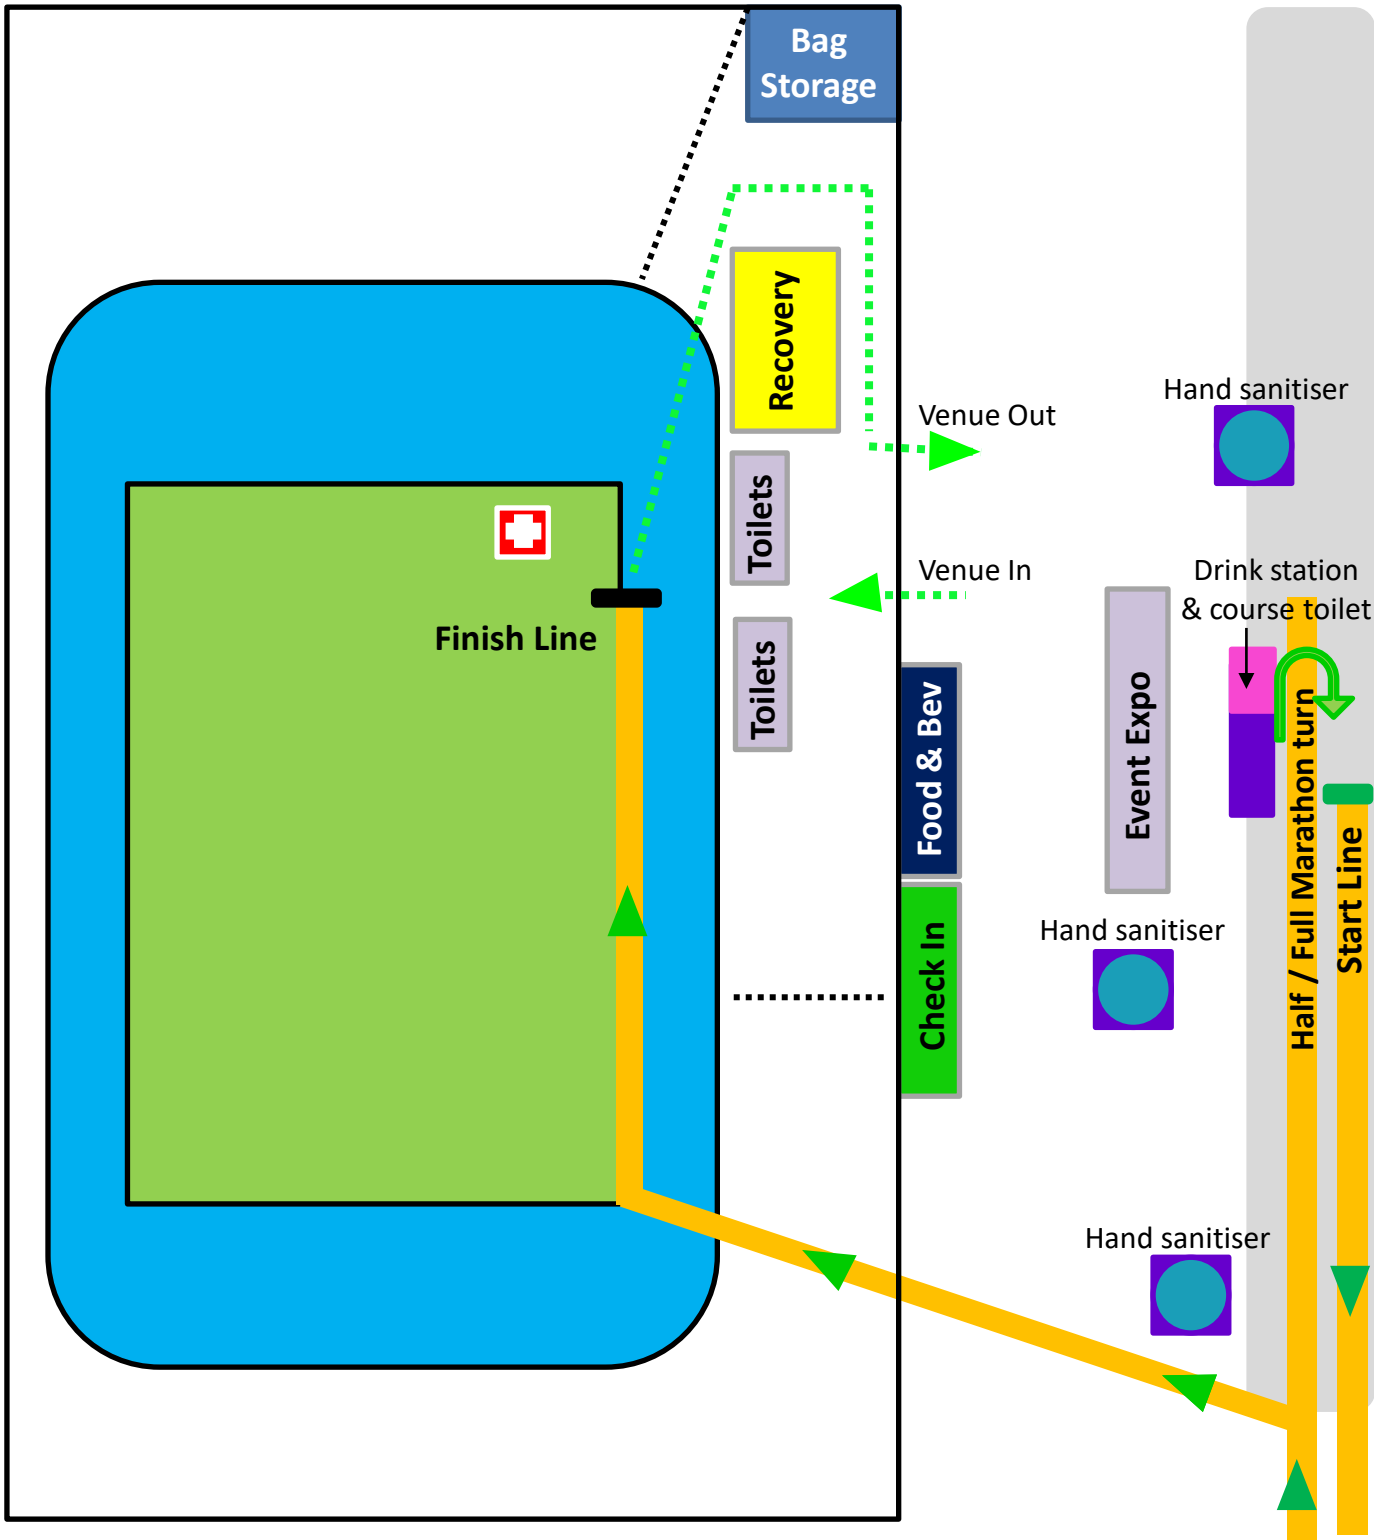 Bag
Storage
Recovery
Hand sanitiser
Venue Out
Toilets
Venue In
Drink station
& course toilet
Finish Line
Toilets
Food & Bev
Event Expo
Half / Full Marathon turn
Start Line
Hand sanitiser
Check In
Hand sanitiser